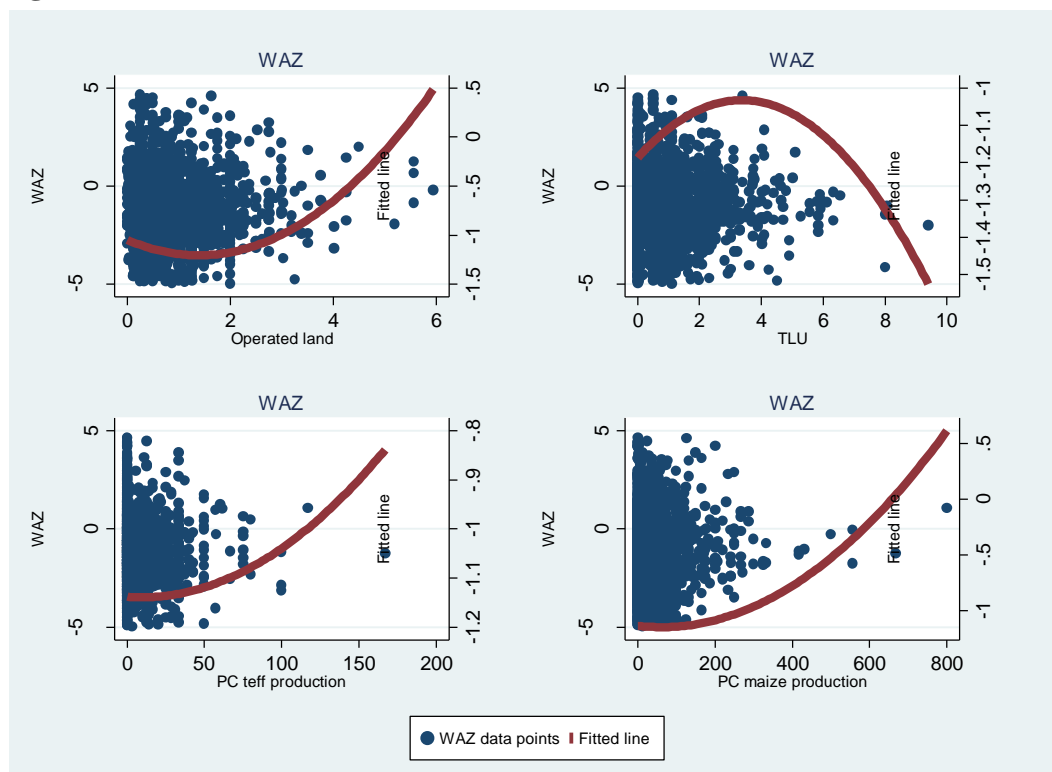 WAZ
WAZ
5
0
-5
.5
0
-.5
-1
-1.5
Fitted line
0 2 4 6
Operated land
WAZ
WAZ
5
0
-5
-1
-1.1
-1.2
-1.3
-1.4
-1.5
Fitted line
0 2 4 6 8 10
TLU
WAZ
WAZ
5
0
-5
-.8
-.9
-1
-1.1
-1.2
Fitted line
0 50 100 150 200
PC teff production
WAZ
WAZ
5
0
-5
.5
0
-.5
-1
Fitted line
0 200 400 600 800
PC maize production
WAZ data points Fitted line